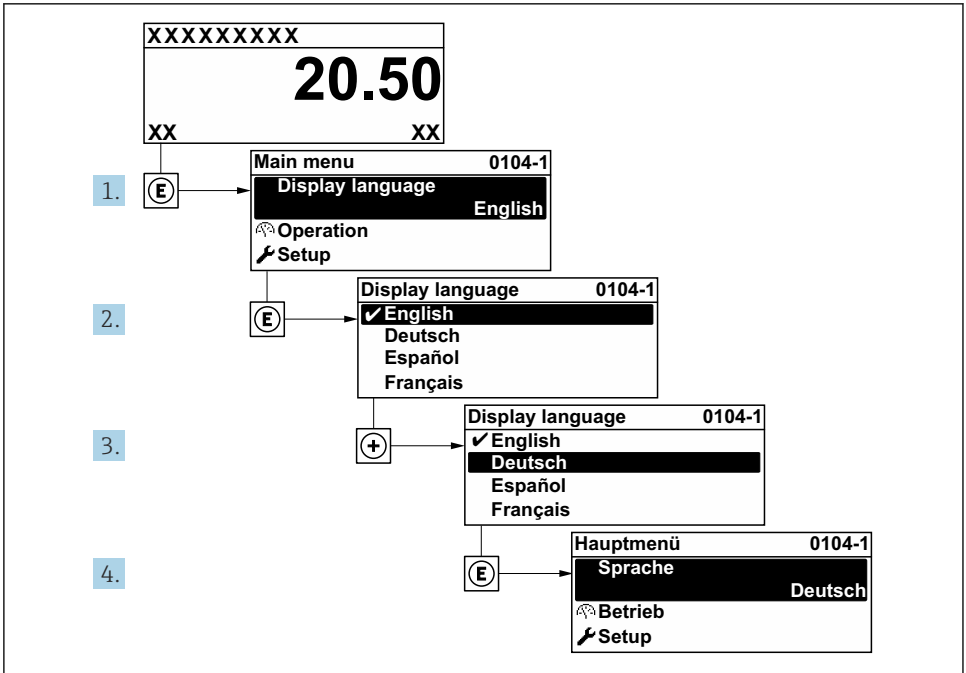 XXXXXXXXX
20.50
XX XX
1. E
Main menu 0104-1
Display language
English
Operation
Setup
2. E
Display language 0104-1
✔English
Deutsch
Español
Français
3. +
Display language 0104-1
✔English
Deutsch
Español
Français
4. E
Hauptmenü 0104-1
Sprache
Deutsch
Betrieb
Setup